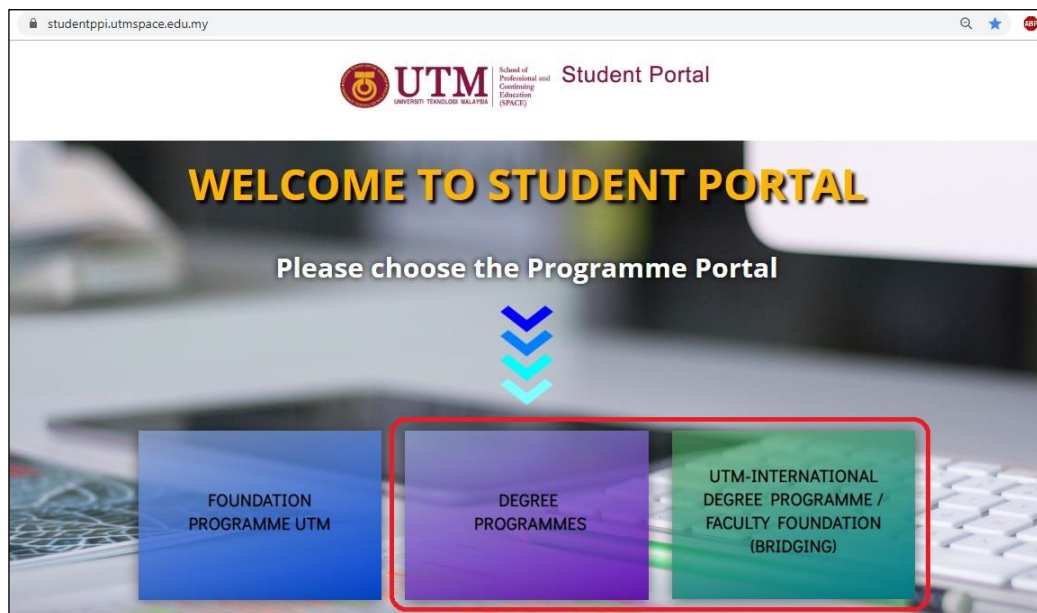 studentppi.utmspace.edu.my
ABP
UTM
UNIVERSITI TEKNOLOGI MALAYSIA
School of
Professional and
Continuing
Education
(SPACE)
Student Portal
WELCOME TO STUDENT PORTAL
Please choose the Programme Portal
FOUNDATION
PROGRAMME UTM
DEGREE
PROGRAMMES
UTM-INTERNATIONAL
DEGREE PROGRAMME /
FACULTY FOUNDATION
(BRIDGING)